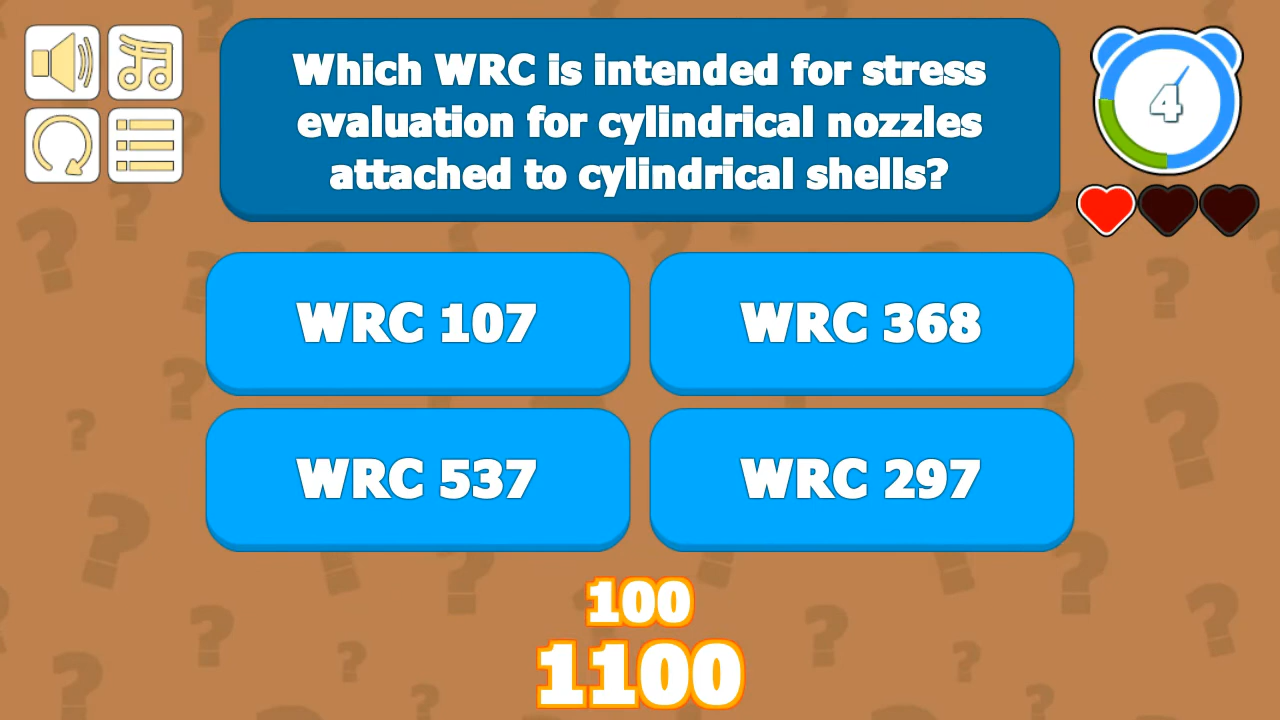 Which WRC is intended for stress
evaluation for cylindrical nozzles
attached to cylindrical shells?
4
WRC 107
WRC 368
WRC 537
WRC 297
100
1100